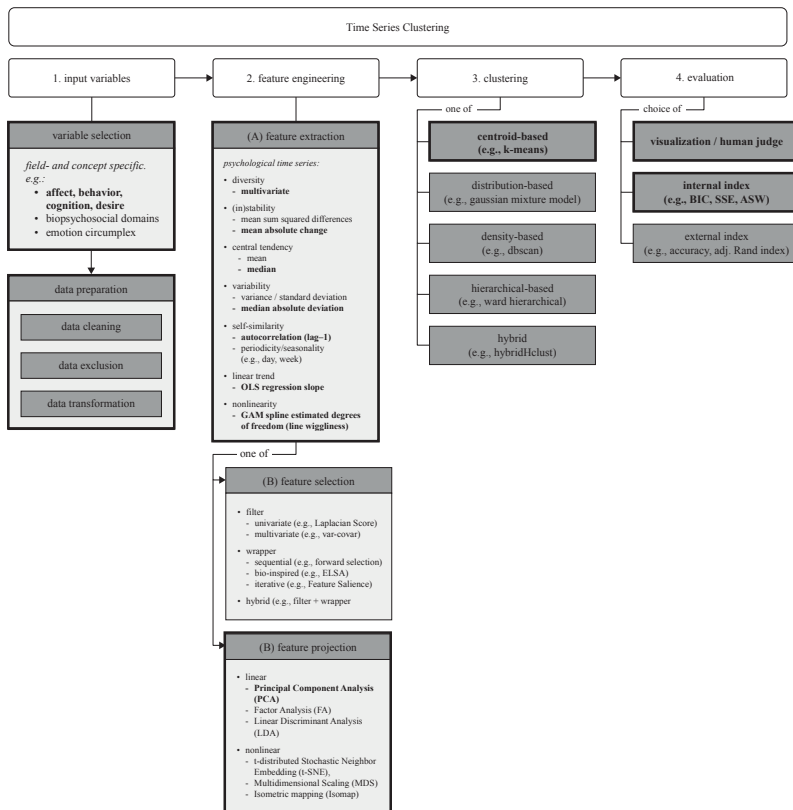 Time Series Clustering
1. input variables
2. feature engineering
3. clustering
4. evaluation
variable selection
field- and concept specific.
e.g.:
• affect, behavior,
cognition, desire
• biopsychosocial domains
• emotion circumplex
data preparation
data cleaning
data exclusion
data transformation
(A) feature extraction
psychological time series:
• diversity
- multivariate
• (in)stability
- mean sum squared differences
- mean absolute change
• central tendency
- mean
- median
• variability
- variance / standard deviation
- median absolute deviation
• self-similarity
- autocorrelation (lag–1)
- periodicity/seasonality
(e.g., day, week)
• linear trend
- OLS regression slope
• nonlinearity
- GAM spline estimated degrees
of freedom (line wiggliness)
one of
(B) feature selection
• filter
- univariate (e.g., Laplacian Score)
- multivariate (e.g., var-covar)
• wrapper
- sequential (e.g., forward selection)
- bio-inspired (e.g., ELSA)
- iterative (e.g., Feature Salience)
• hybrid (e.g., filter + wrapper
(B) feature projection
• linear
- Principal Component Analysis
(PCA)
- Factor Analysis (FA)
- Linear Discriminant Analysis
(LDA)
• nonlinear
- t-distributed Stochastic Neighbor
Embedding (t-SNE),
- Multidimensional Scaling (MDS)
- Isometric mapping (Isomap)
one of
centroid-based
(e.g., k-means)
distribution-based
(e.g., gaussian mixture model)
density-based
(e.g., dbscan)
hierarchical-based
(e.g., ward hierarchical)
hybrid
(e.g., hybridHclust)
choice of
visualization / human judge
internal index
(e.g., BIC, SSE, ASW)
external index
(e.g., accuracy, adj. Rand index)